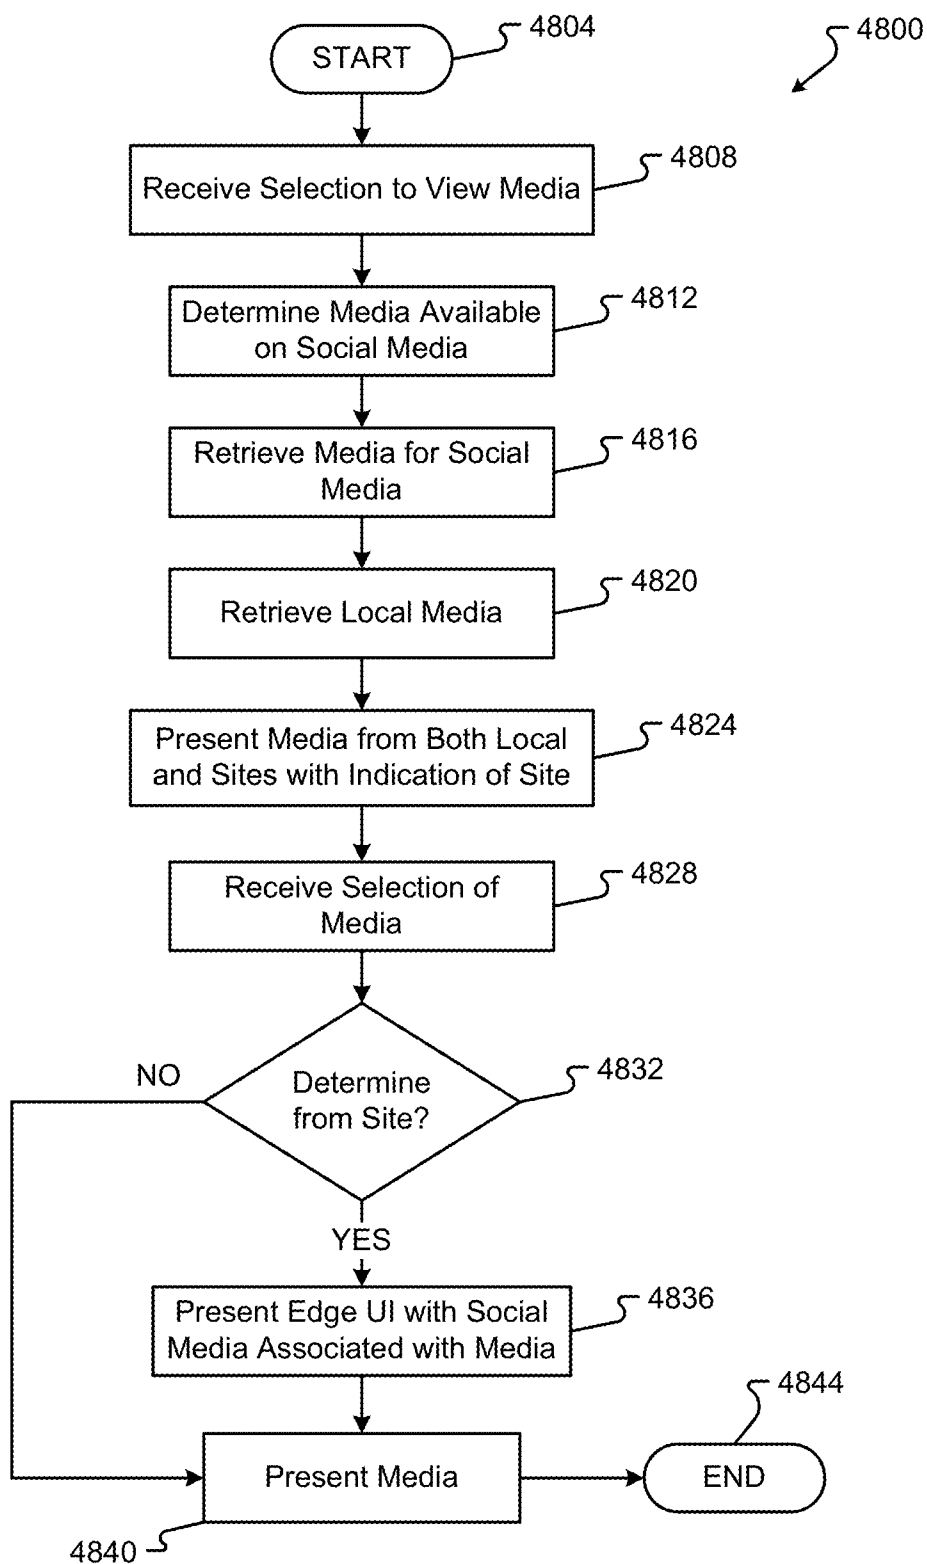 4804
4800
START
4808
Receive Selection to View Media
4812
Determine Media Available
on Social Media
4816
Retrieve Media for Social
Media
4820
Retrieve Local Media
4824
Present Media from Both Local
and Sites with Indication of Site
4828
Receive Selection of
Media
4832
NO
Determine
from Site?
YES
4836
Present Edge UI with Social
Media Associated with Media
4844
Present Media
END
4840